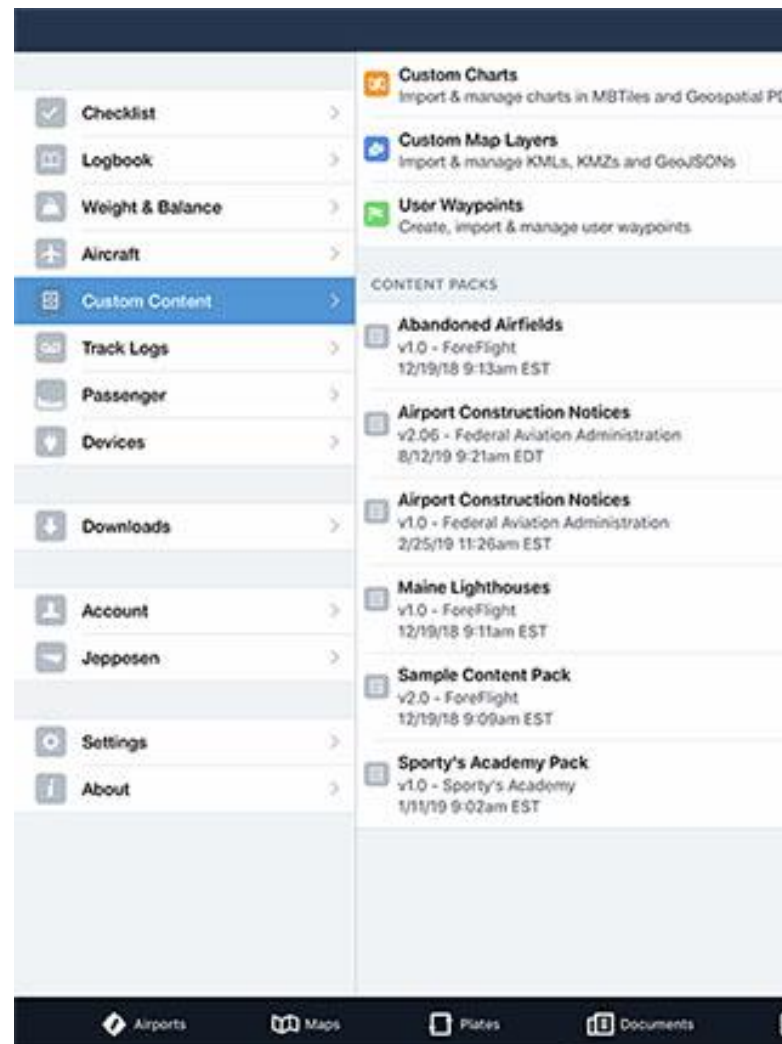 Checklist
Logbook
Weight & Balance
Aircraft
Custom Content
Track Logs
Passenger
Devices
Downloads
Account
Jepposen
Settings
About
Custom Charts
Import & manage charts in MBTiles and Geospatial PD
Custom Map Layers
Import & manage KMLs, KMZs and GeoJSONs
User Waypoints
Create, import & manage user waypoints
CONTENT PACKS
Abandoned Airfields
v1.0 - ForeFlight
12/19/18 9:13am EST
Airport Construction Notices
v2.06 - Federal Aviation Administration
8/12/19 9:21am EDT
Airport Construction Notices
v1.0 - Federal Aviation Administration
2/25/19 11:26am EST
Maine Lighthouses
v1.0 - ForeFlight
12/19/18 9:11am EST
Sample Content Pack
v2.0 - ForeFlight
12/19/18 9:09am EST
Sporty's Academy Pack
v1.0 - Sporty's Academy
1/11/19 9:02am EST
Airports Maps Plates Documents